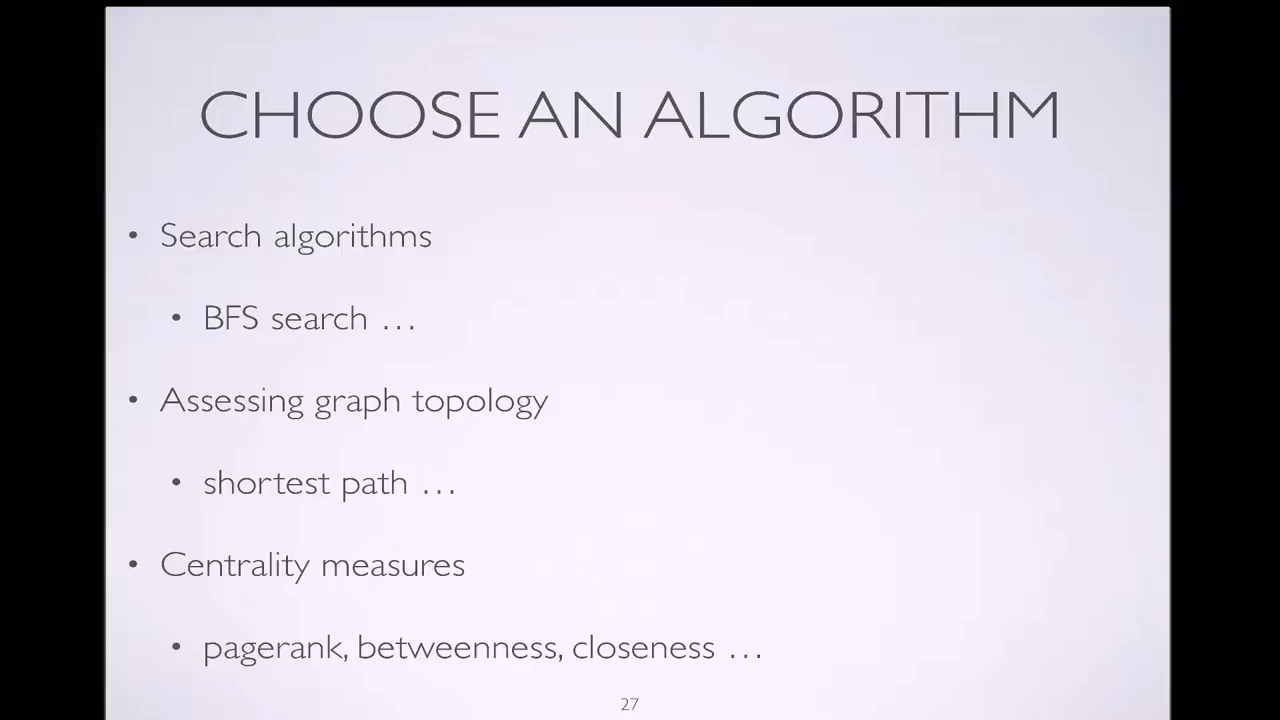 CHOOSE AN ALGORITHM
• Search algorithms
• BFS search …
• Assessing graph topology
• shortest path …
• Centrality measures
• pagerank, betweenness, closeness …
27